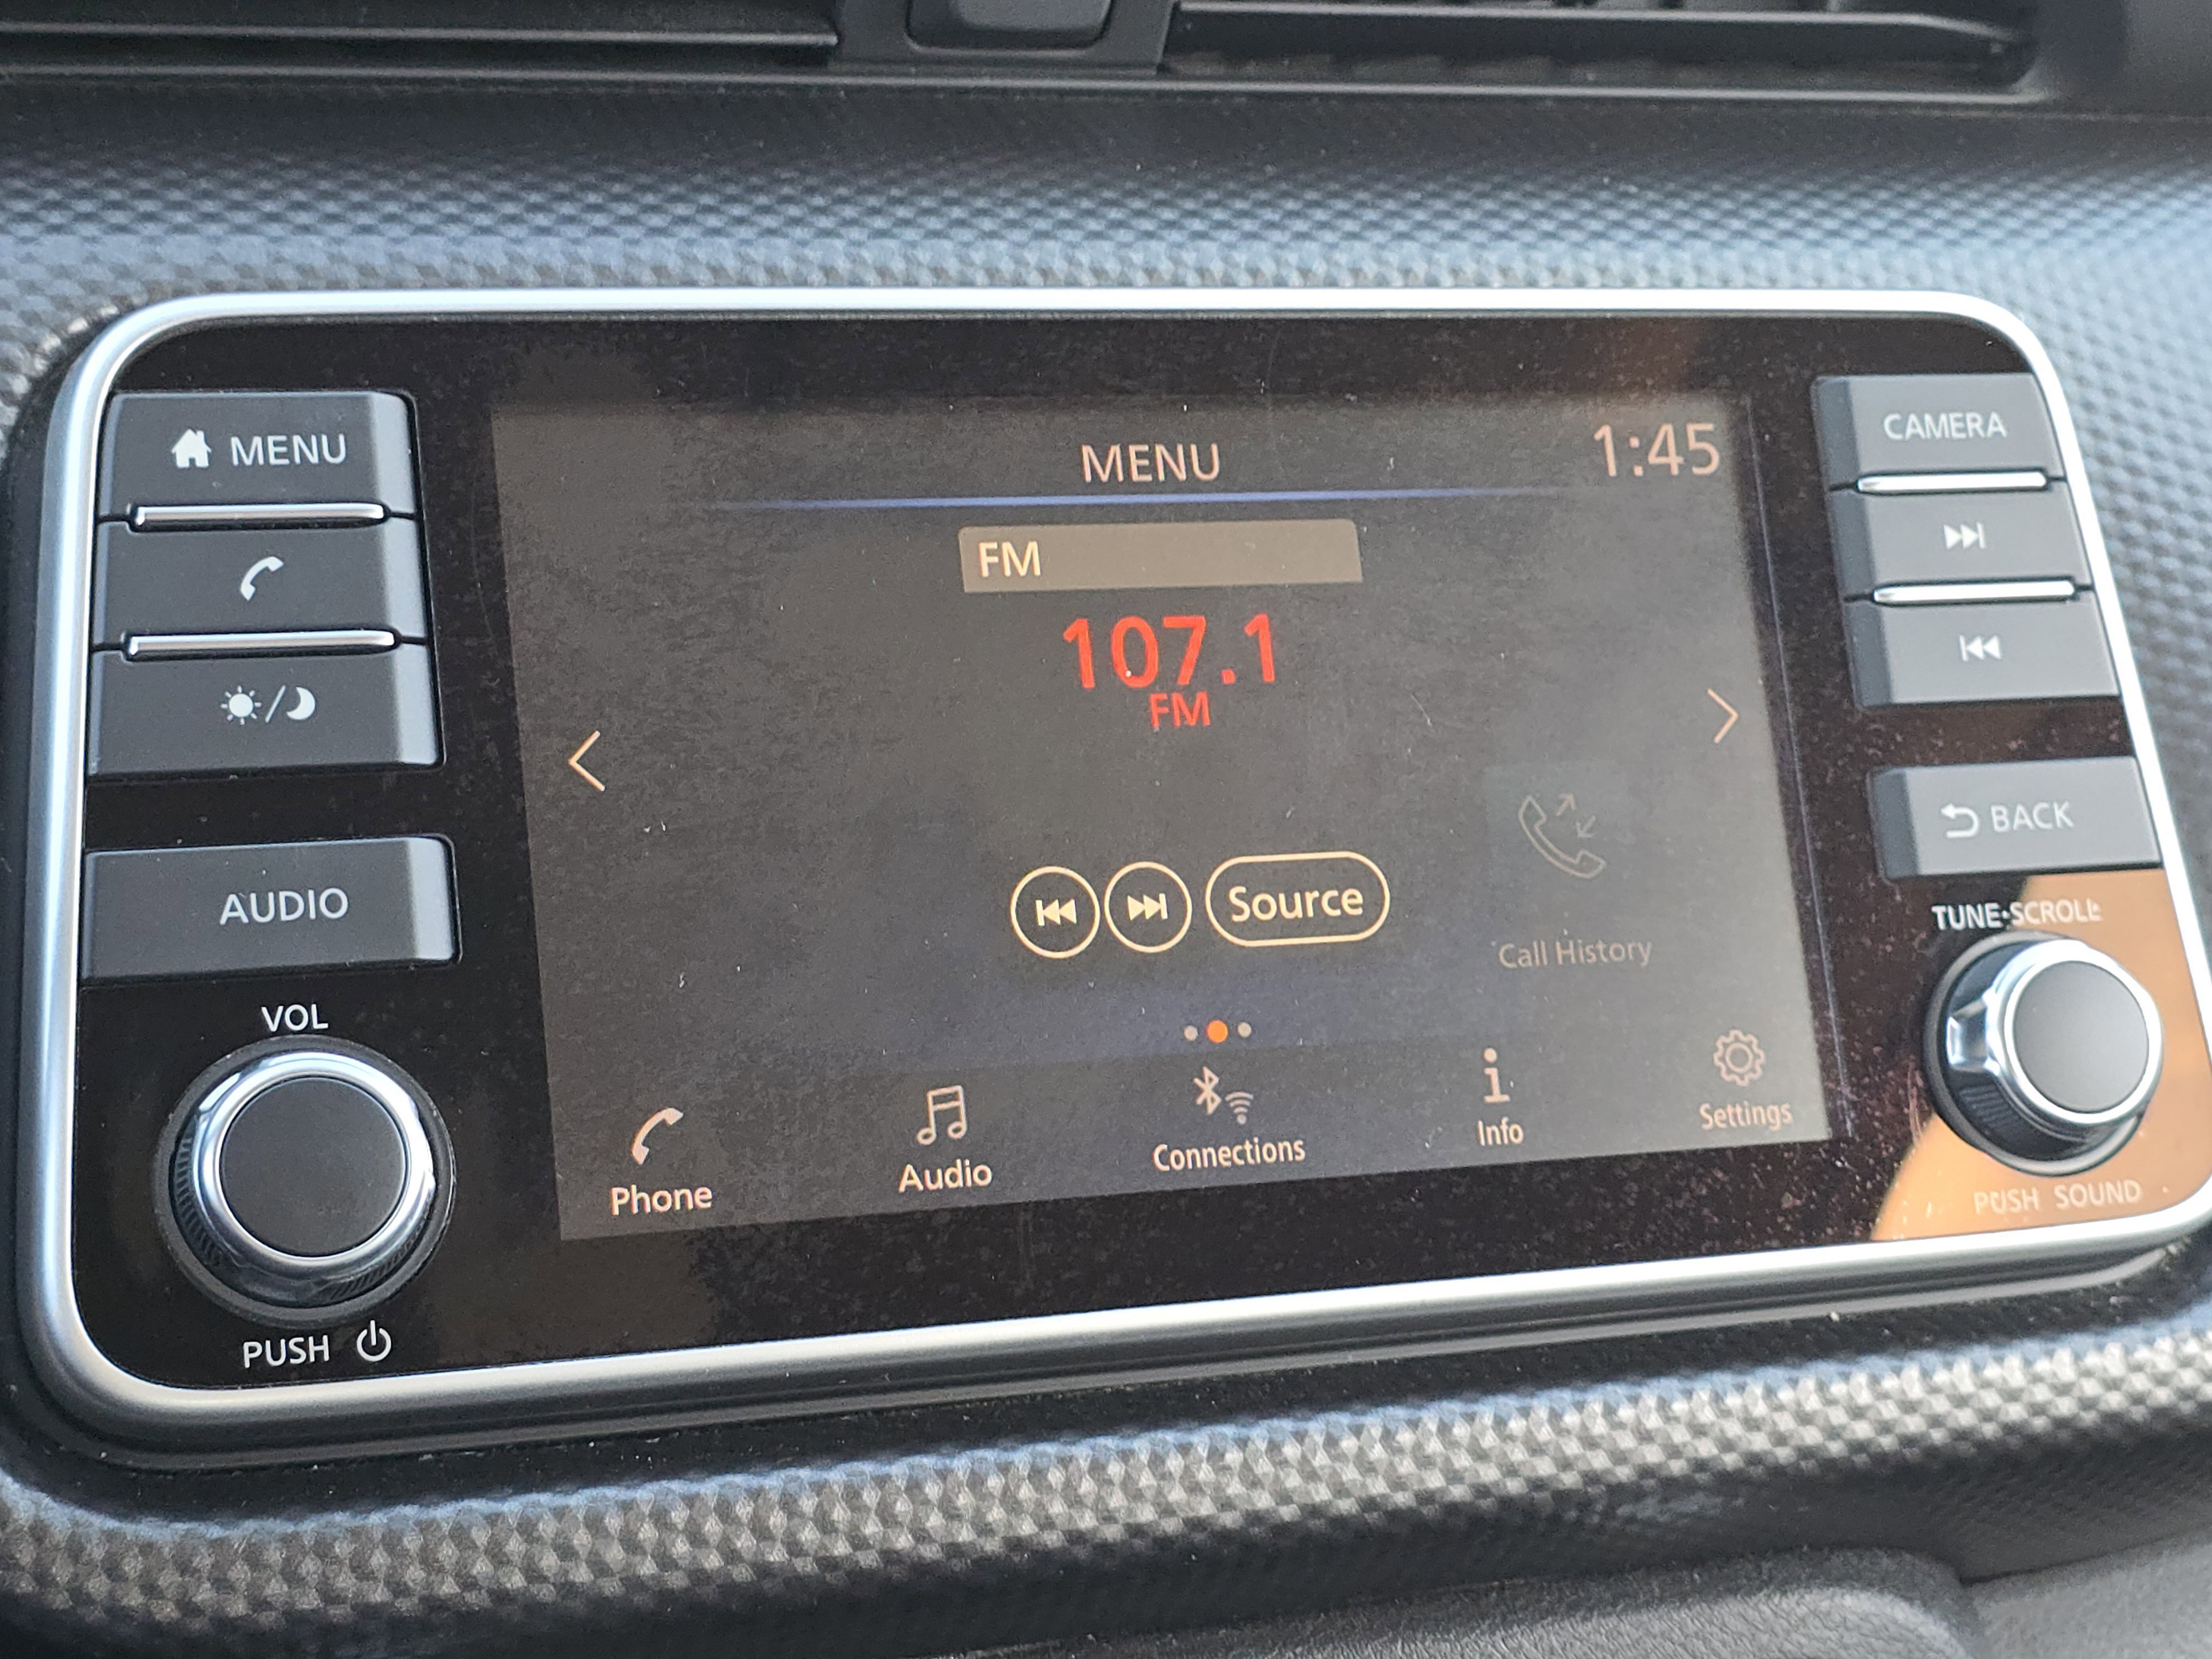 MENU
AUDIO
VOL
PUSH
MENU
1:45
FM
107.1
FM
Source
Call History
Phone
Audio
Connections
Info
Settings
CAMERA
BACK
TUNE•SCROLL
PUSH SOUND